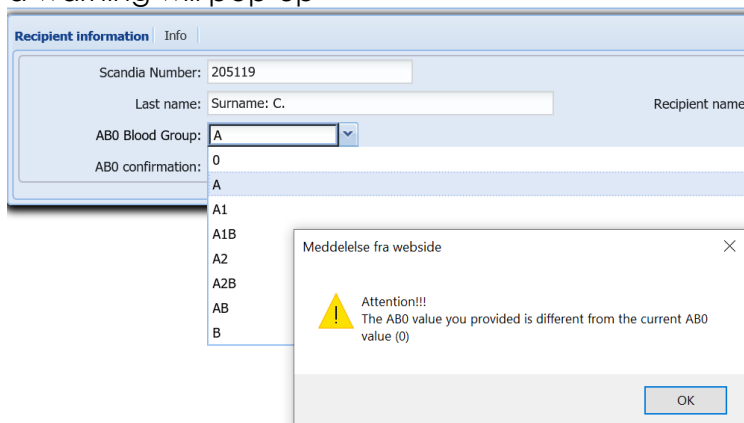 a warning will pop up
Recipient information Info
Scandia Number: 205119
Last name: Surname: C. Recipient name
AB0 Blood Group: A
AB0 confirmation:
0
A
A1
A1B
A2
A2B
AB
B
Meddelelse fra webside
Attention!!!
The AB0 value you provided is different from the current AB0
value (0)
OK